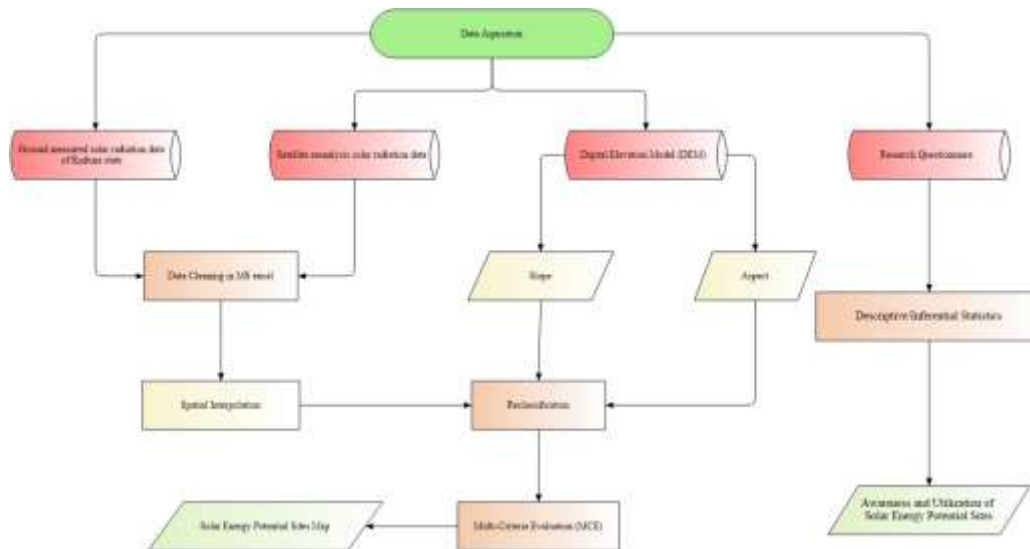 Data Aquisition
Ground measured solar radiation data
of Kaduna state
Satellite reanalysis solar radiation data
Digital Elevation Model (DEM)
Research Questionnaire
Data Cleaning in MS excel
Slope
Aspect
Descriptive/Inferential Statistics
Spatial Interpolation
Reclassification
Awareness and Utilization of
Solar Energy Potential Sites
Solar Energy Potential Sites Map
Multi-Criteria Evaluation (MCE)